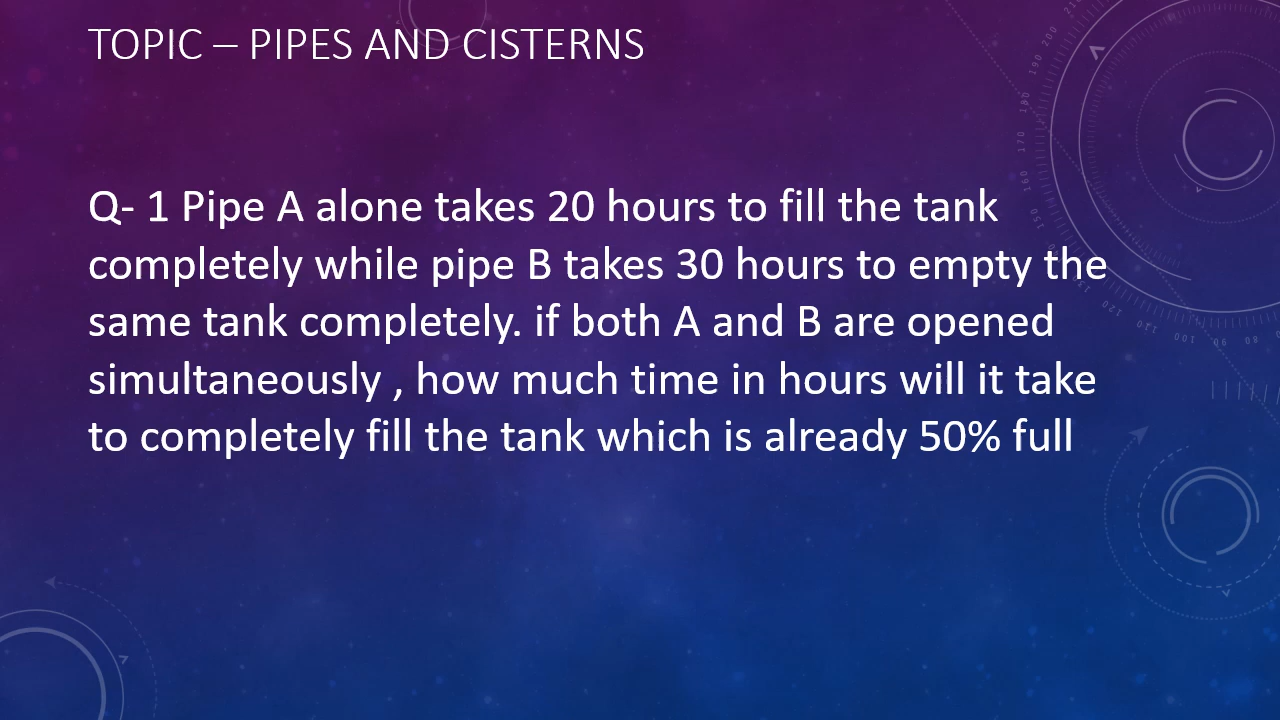 TOPIC – PIPES AND CISTERNS
Q- 1 Pipe A alone takes 20 hours to fill the tank
completely while pipe B takes 30 hours to empty the
same tank completely. if both A and B are opened
simultaneously , how much time in hours will it take
to completely fill the tank which is already 50% full